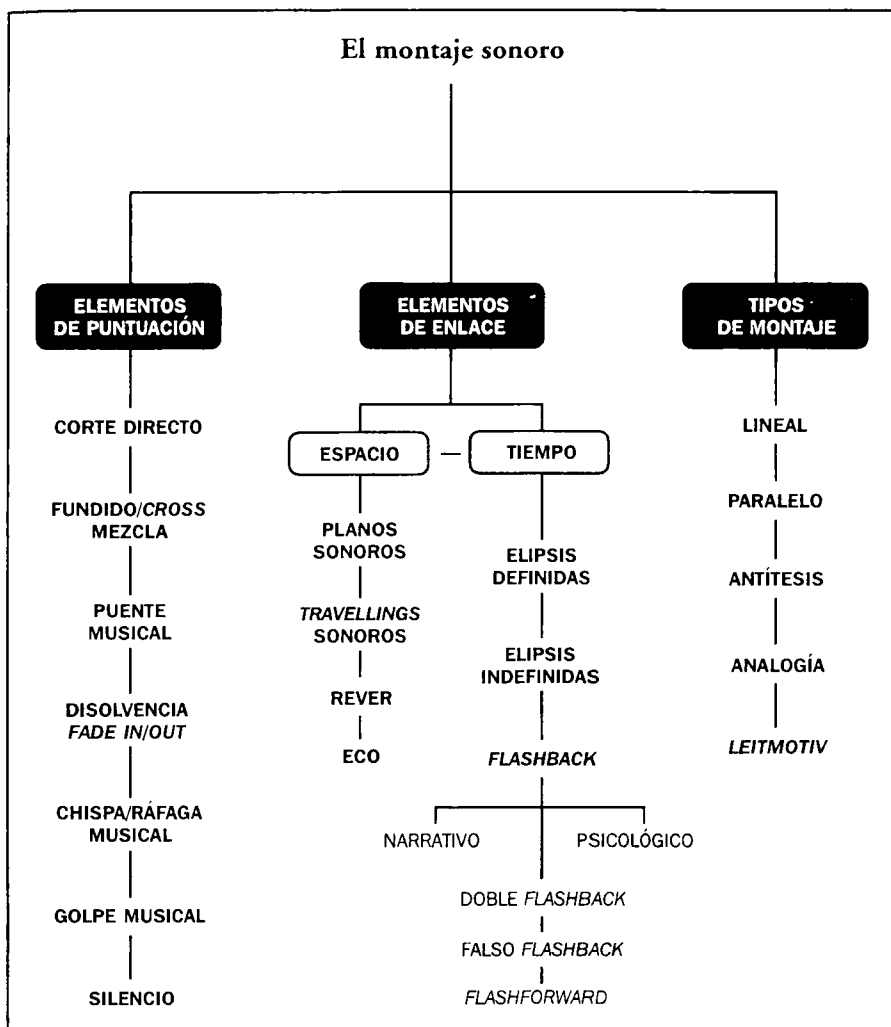 El montaje sonoro
ELEMENTOS
DE PUNTUACIÓN
CORTE DIRECTO
FUNDIDO/CROSS
MEZCLA
PUENTE
MUSICAL
DISOLVENCIA
FADE IN/OUT
CHISPA/RÁFAGA
MUSICAL
GOLPE MUSICAL
SILENCIO
ELEMENTOS
DE ENLACE
ESPACIO — TIEMPO
PLANOS
SONOROS
TRAVELLINGS
SONOROS
REVER
ECO
ELIPSIS
DEFINIDAS
ELIPSIS
INDEFINIDAS
FLASHBACK
NARRATIVO
PSICOLÓGICO
DOBLE FLASHBACK
FALSO FLASHBACK
FLASHFORWARD
TIPOS
DE MONTAJE
LINEAL
PARALELO
ANTÍTESIS
ANALOGÍA
LEITMOTIV